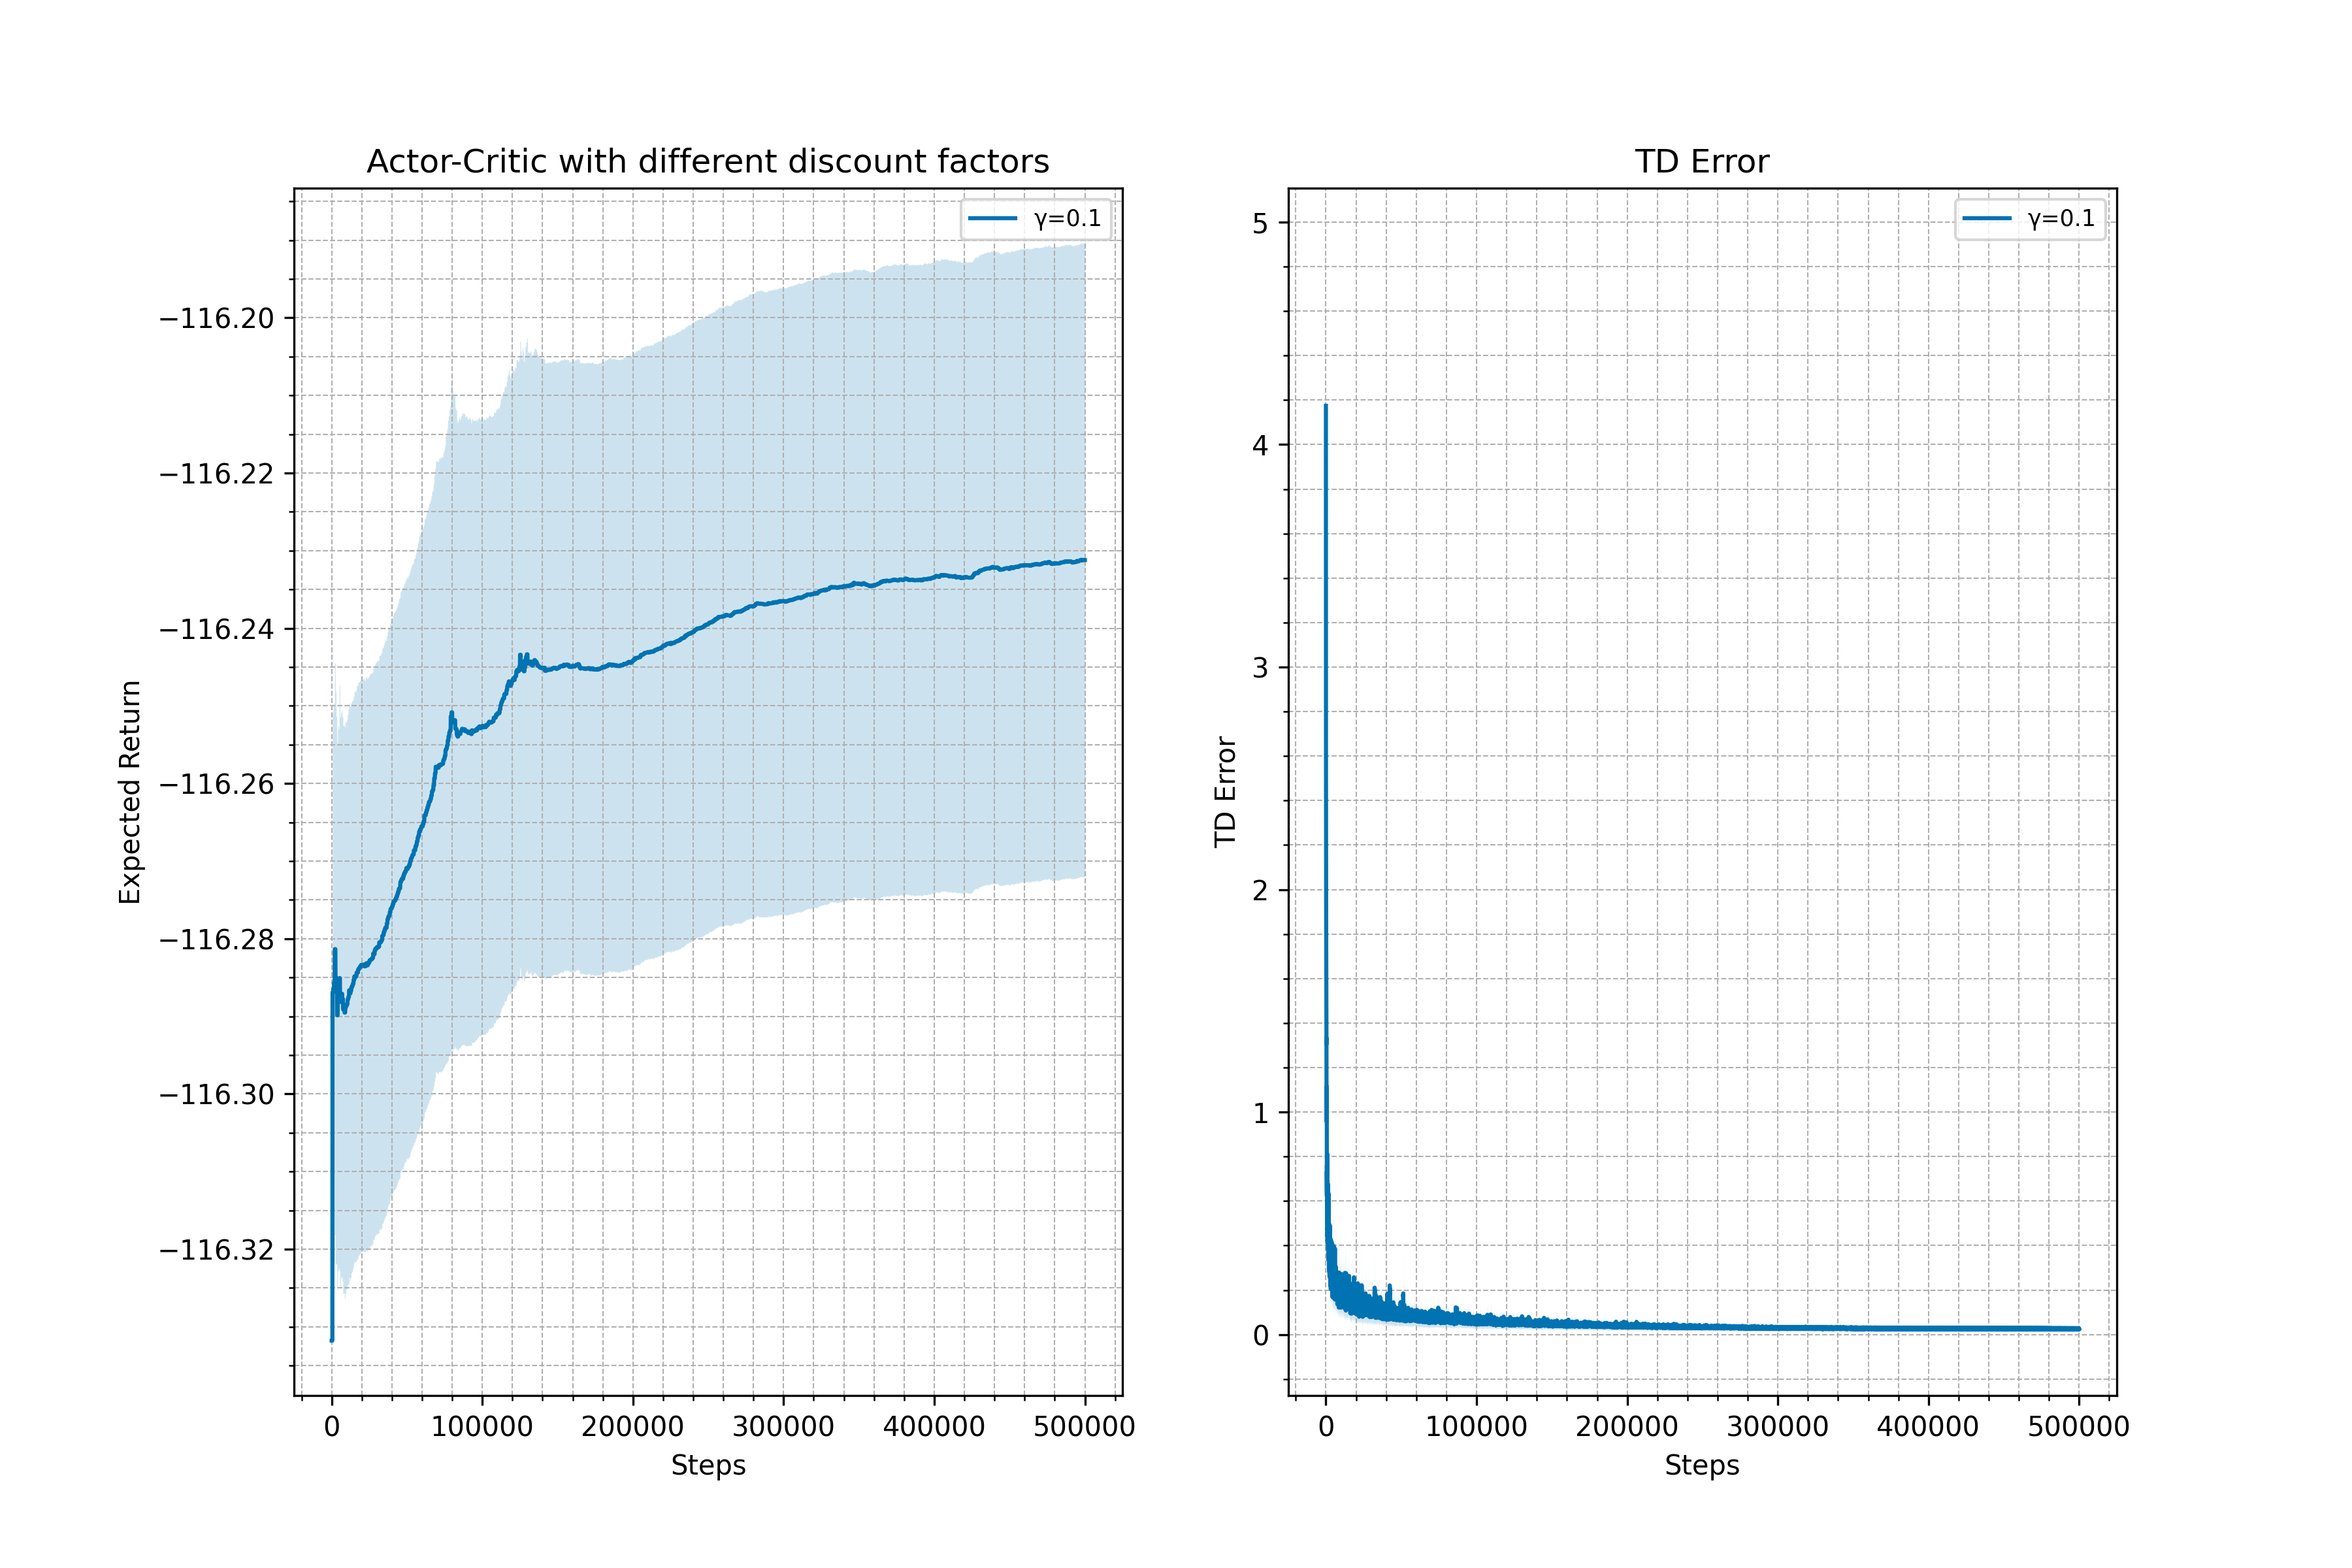 Actor-Critic with different discount factors
γ=0.1
Expected Return
−116.20
−116.22
−116.24
−116.26
−116.28
−116.30
−116.32
0 100000 200000 300000 400000 500000
Steps
TD Error
γ=0.1
TD Error
5
4
3
2
1
0
0 100000 200000 300000 400000 500000
Steps